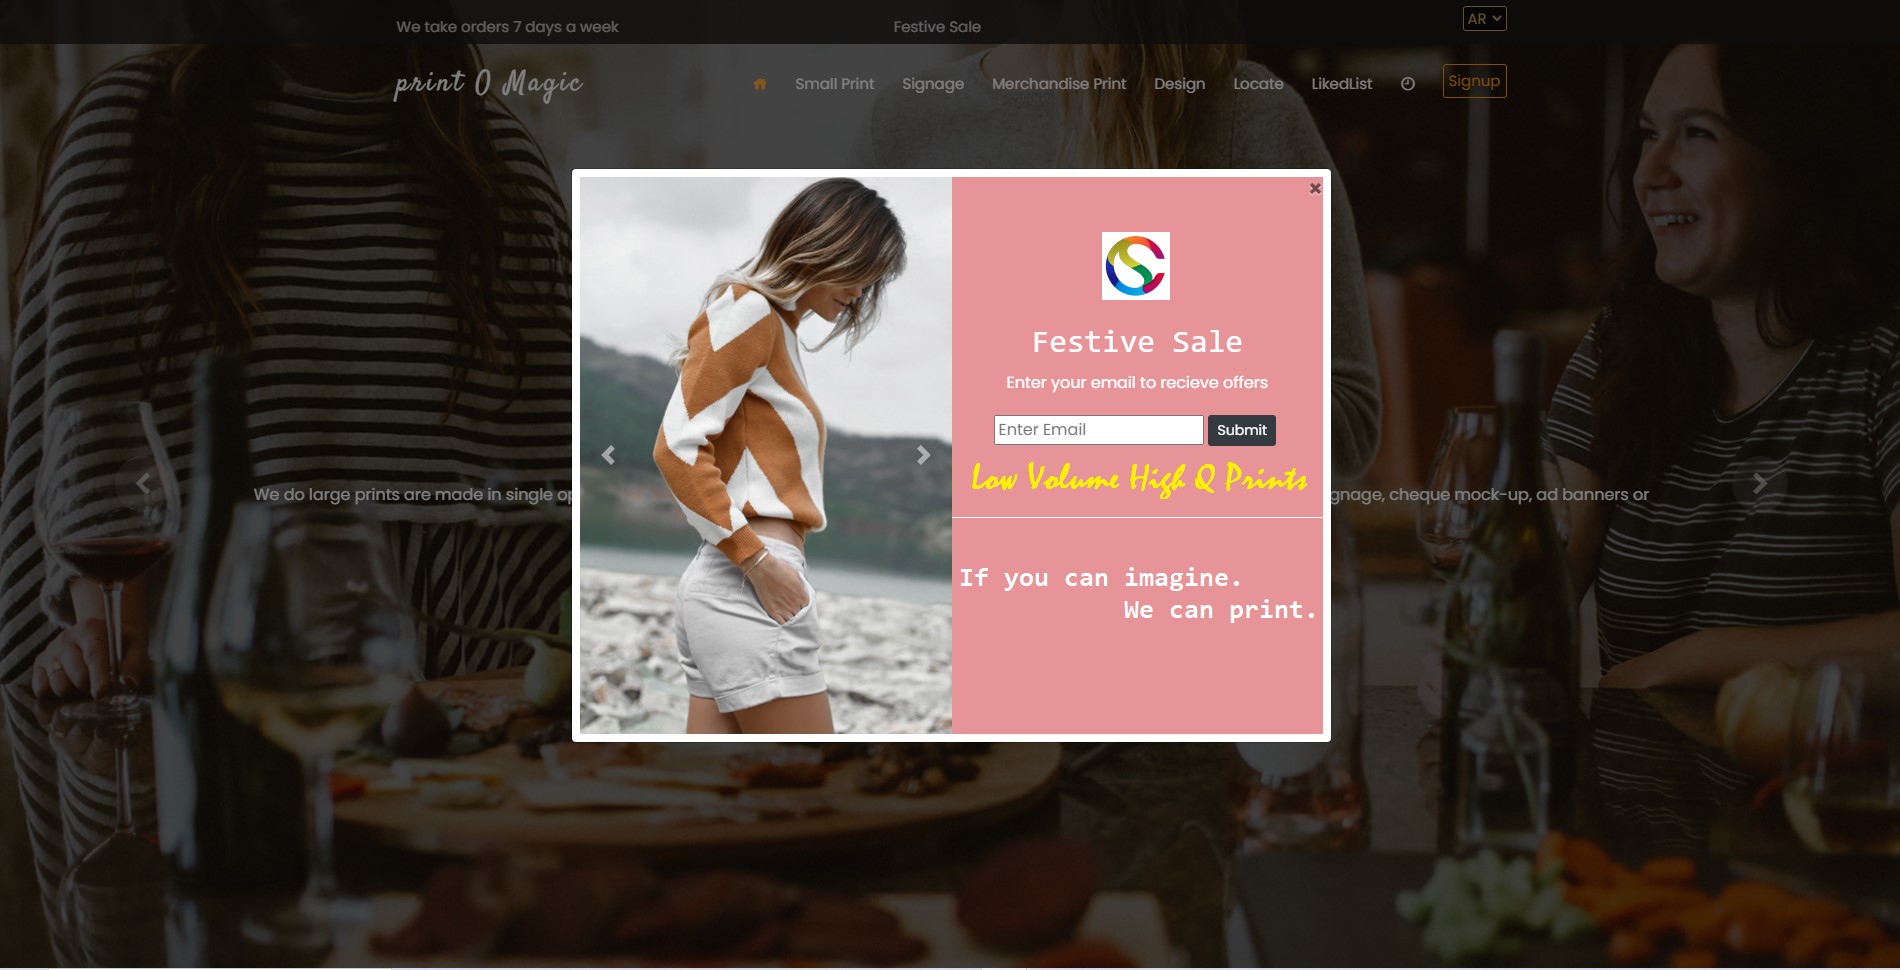 We take orders 7 days a week
Festive Sale
AR
print O Magic
Small Print
Signage
Merchandise Print
Design
Locate
LikedList
Signup
Festive Sale
Enter your email to recieve offers
Enter Email
Submit
Low Volume High Q Prints
We do large prints are made in single op
gnage, cheque mock-up, ad banners or
If you can imagine.
We can print.